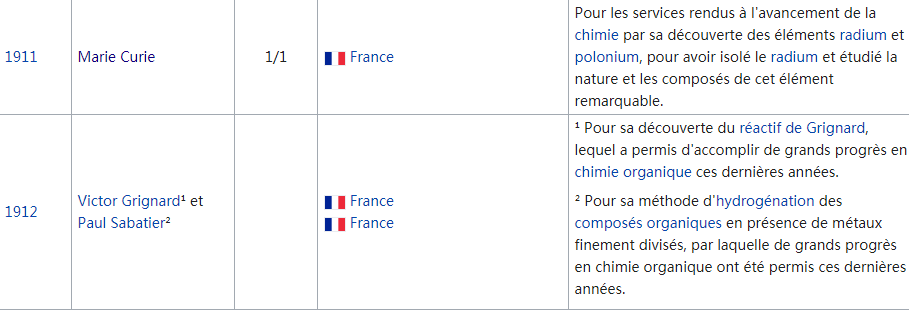 Pour les services rendus à l'avancement de la
chimie par sa découverte des éléments radium et
1911 Marie Curie 1/1 France polonium, pour avoir isolé le radium et étudié la
nature et les composés de cet élément
remarquable.
¹ Pour sa découverte du réactif de Grignard,
lequel a permis d'accomplir de grands progrès en
chimie organique ces dernières années.
1912 Victor Grignard¹ et France ² Pour sa méthode d'hydrogénation des
Paul Sabatier² France composés organiques en présence de métaux
finement divisés, par laquelle de grands progrès
en chimie organique ont été permis ces dernières
années.